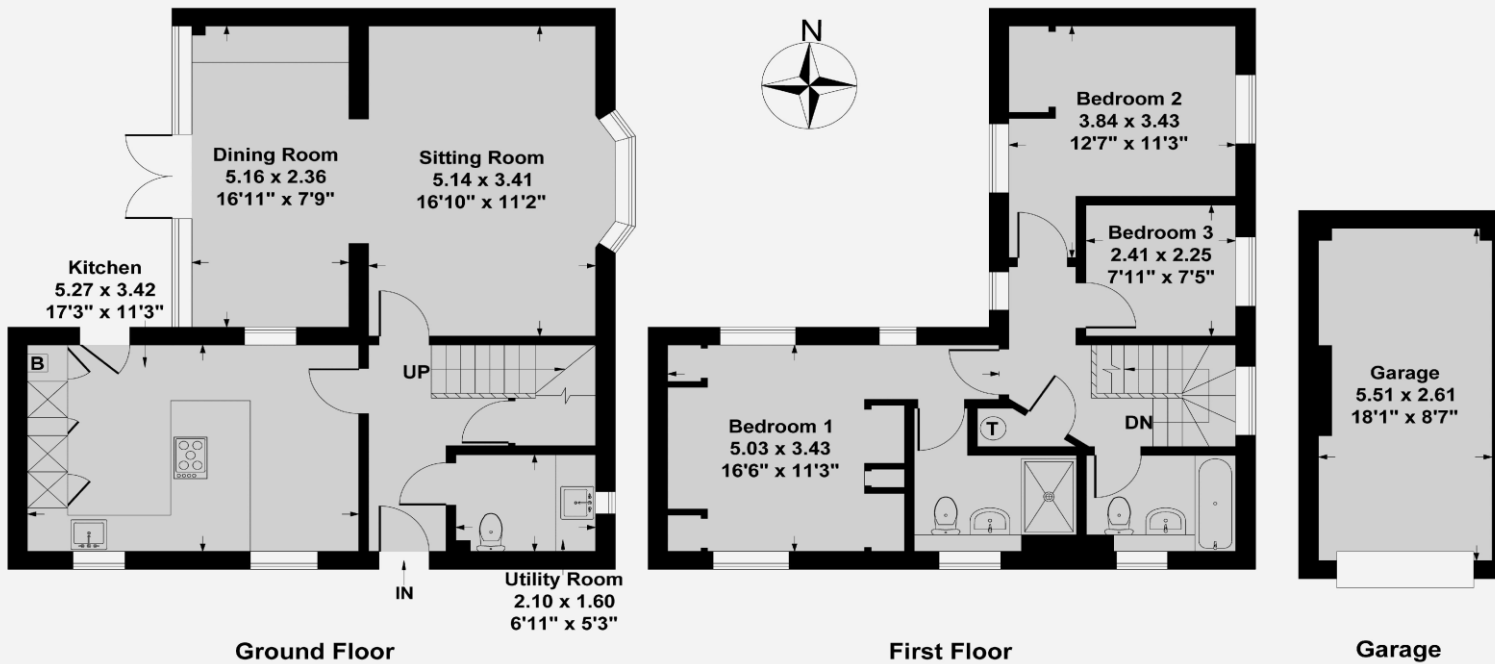 N
Dining Room
5.16 x 2.36
16'11" x 7'9"
Sitting Room
5.14 x 3.41
16'10" x 11'2"
Kitchen
5.27 x 3.42
17'3" x 11'3"
B
UP
IN
Utility Room
2.10 x 1.60
6'11" x 5'3"
Ground Floor
Bedroom 2
3.84 x 3.43
12'7" x 11'3"
Bedroom 3
2.41 x 2.25
7'11" x 7'5"
Bedroom 1
5.03 x 3.43
16'6" x 11'3"
T
DN
First Floor
Garage
5.51 x 2.61
18'1" x 8'7"
Garage